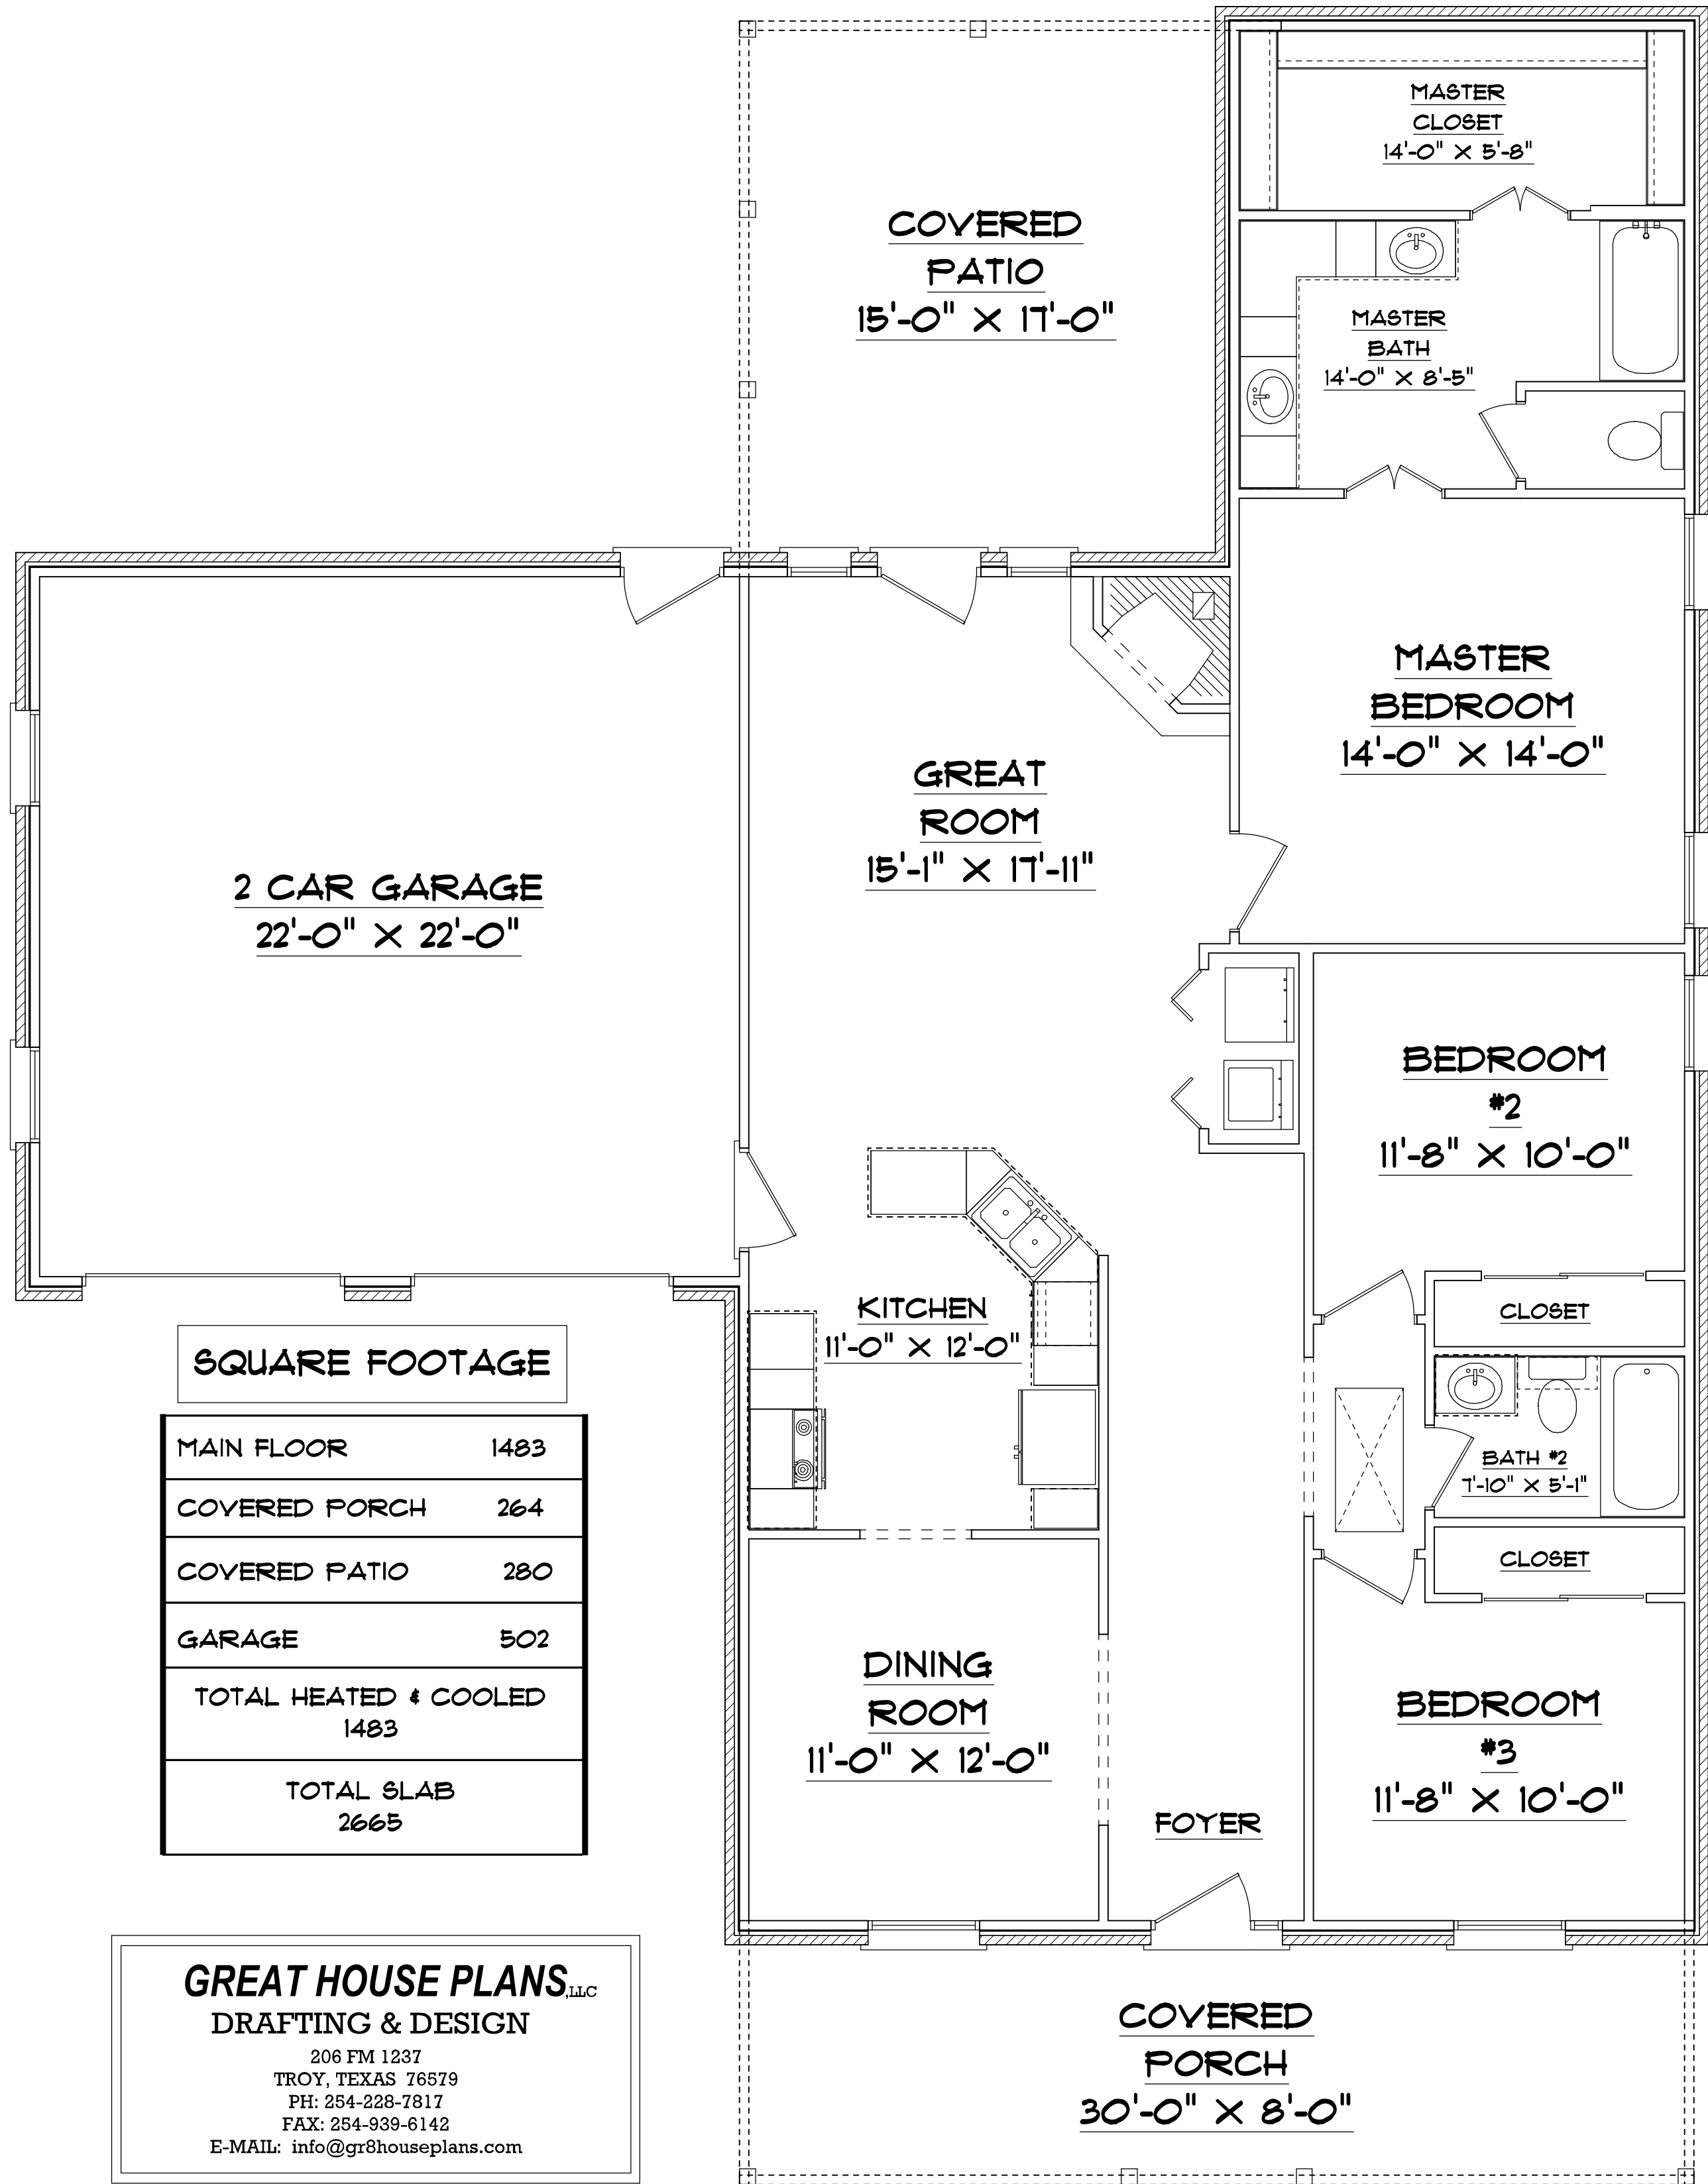 MASTER
CLOSET
14'-0" X 5'-8"
COVERED
PATIO
15'-0" X 17'-0"
MASTER
BATH
14'-0" X 8'-5"
MASTER
BEDROOM
14'-0" X 14'-0"
GREAT
ROOM
15'-1" X 17'-11"
2 CAR GARAGE
22'-0" X 22'-0"
BEDROOM
#2
11'-8" X 10'-0"
CLOSET
KITCHEN
11'-0" X 12'-0"
BATH #2
7'-10" X 5'-1"
CLOSET
DINING
ROOM
11'-0" X 12'-0"
BEDROOM
#3
11'-8" X 10'-0"
FOYER
COVERED
PORCH
30'-0" X 8'-0"
SQUARE FOOTAGE
MAIN FLOOR 1483
COVERED PORCH 264
COVERED PATIO 280
GARAGE 502
TOTAL HEATED & COOLED
1483
TOTAL SLAB
2665
GREAT HOUSE PLANS,LLC
DRAFTING & DESIGN
206 FM 1237
TROY, TEXAS 76579
PH: 254-228-7817
FAX: 254-939-6142
E-MAIL: info@gr8houseplans.com